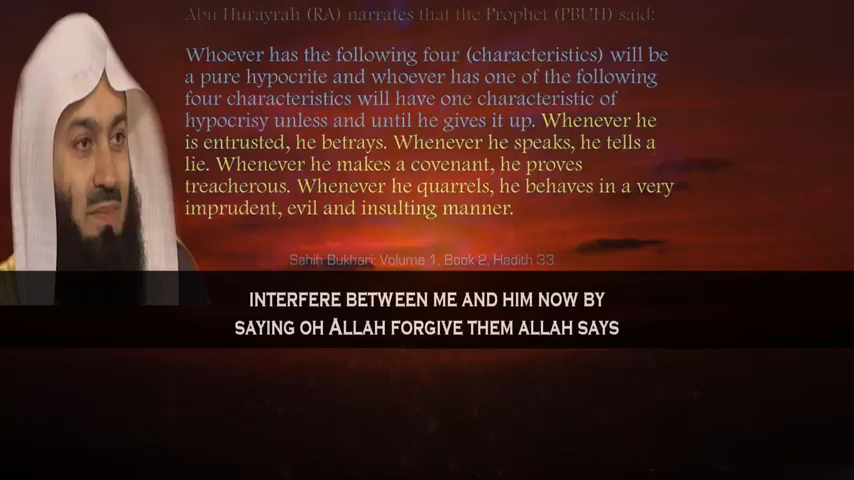 Abu Hurayrah (RA) narrates that the Prophet (PBUH) said:
Whoever has the following four (characteristics) will be
a pure hypocrite and whoever has one of the following
four characteristics will have one characteristic of
hypocrisy unless and until he gives it up. Whenever he
is entrusted, he betrays. Whenever he speaks, he tells a
lie. Whenever he makes a covenant, he proves
treacherous. Whenever he quarrels, he behaves in a very
imprudent, evil and insulting manner.
Sahih Bukhari: Volume 1, Book 2, Hadith 33.
INTERFERE BETWEEN ME AND HIM NOW BY
SAYING OH ALLAH FORGIVE THEM ALLAH SAYS